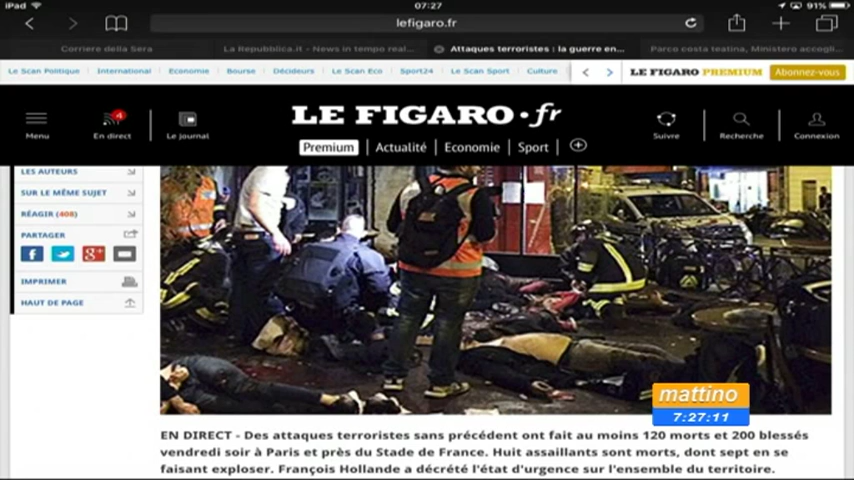 iPad 07:27 91%
lefigaro.fr
Corriere della Sera La Repubblica.it - News in tempo real... Attaques terroristes : la guerre en... Parco costa teatina, Ministero accogli...
Le Scan Politique International Economie Bourse Décideurs Le Scan Eco Sport24 Le Scan Sport Culture LE FIGARO PREMIUM Abonnez-vous
LE FIGARO·fr
4
Menu En direct Le journal Suivre Recherche Connexion
Premium Actualité Economie Sport
LES AUTEURS
SUR LE MÊME SUJET
RÉAGIR (408)
PARTAGER
f g+
IMPRIMER
HAUT DE PAGE
mattino
7:27:11
EN DIRECT - Des attaques terroristes sans précédent ont fait au moins 120 morts et 200 blessés
vendredi soir à Paris et près du Stade de France. Huit assaillants sont morts, dont sept en se
faisant exploser. François Hollande a décrété l'état d'urgence sur l'ensemble du territoire.